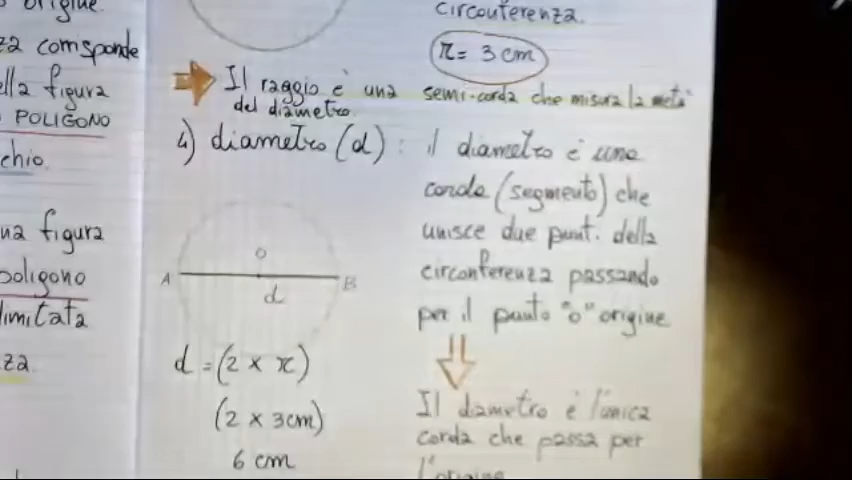 origine.
za corrisponde
ella figura
POLIGONO
chio.
na figura
poligono
limitata
za.
circonferenza.
r = 3 cm
Il raggio è una semi-corda che misura la metà
del diametro.
4) diametro (d): il diametro è una
corda (segmento) che
unisce due punti della
circonferenza passando
per il punto "o" origine
o
A B
d
d = (2 x r)
(2 x 3cm)
6 cm
Il diametro è l'unica
corda che passa per
l'origine